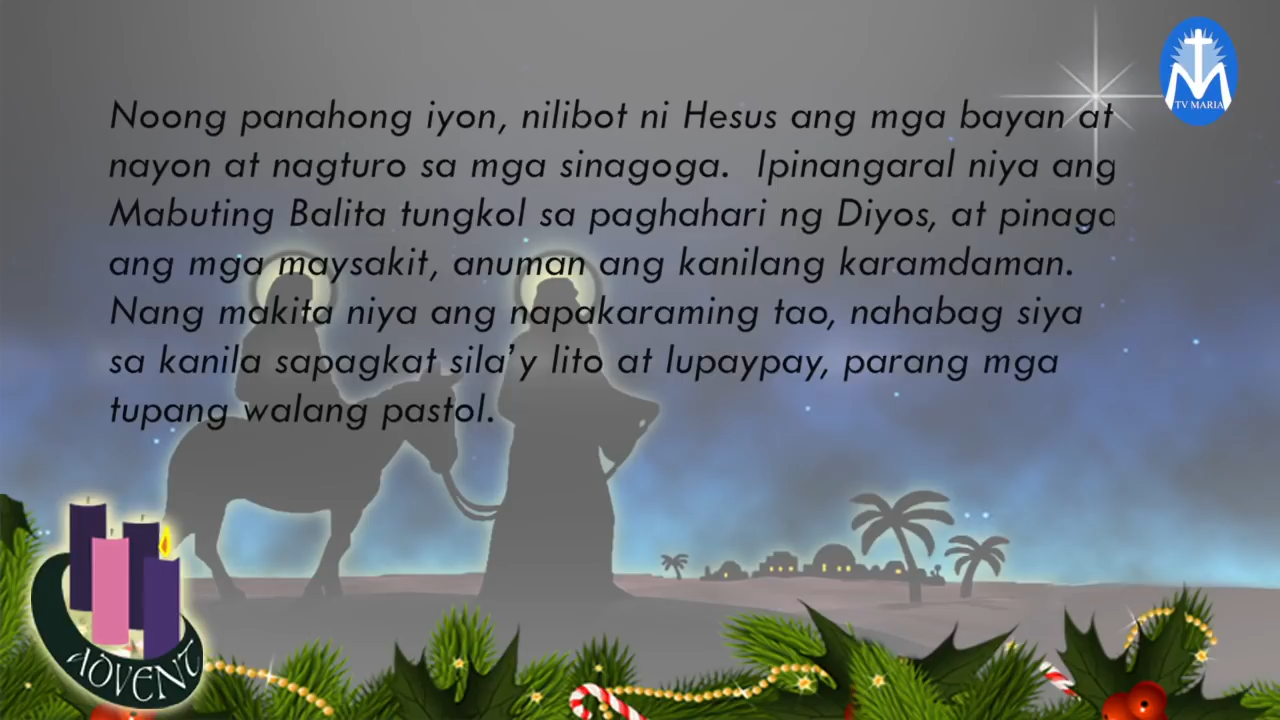 Noong panahong iyon, nilibot ni Hesus ang mga bayan at
nayon at nagturo sa mga sinagoga. Ipinangaral niya ang
Mabuting Balita tungkol sa paghahari ng Diyos, at pinaga
ang mga maysakit, anuman ang kanilang karamdaman.
Nang makita niya ang napakaraming tao, nahabag siya
sa kanila sapagkat sila’y lito at lupaypay, parang mga
tupang walang pastol.
TV MARIA
ADVENT